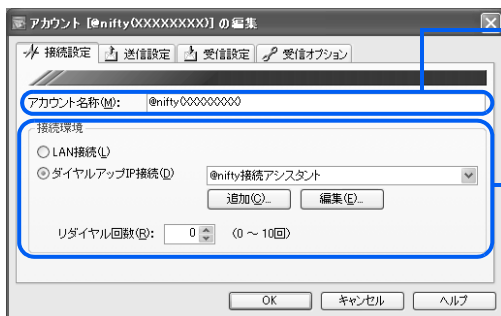 アカウント [@nifty(XXXXXXXX)] の編集
接続設定 送信設定 受信設定 受信オプション
アカウント名称(M): @nifty(XXXXXXXXX)
接続環境
LAN接続(L)
ダイヤルアップIP接続(D) @nifty接続アシスタント
追加(C)... 編集(E)...
リダイヤル回数(R): 0 (0 ～ 10回)
OK キャンセル ヘルプ